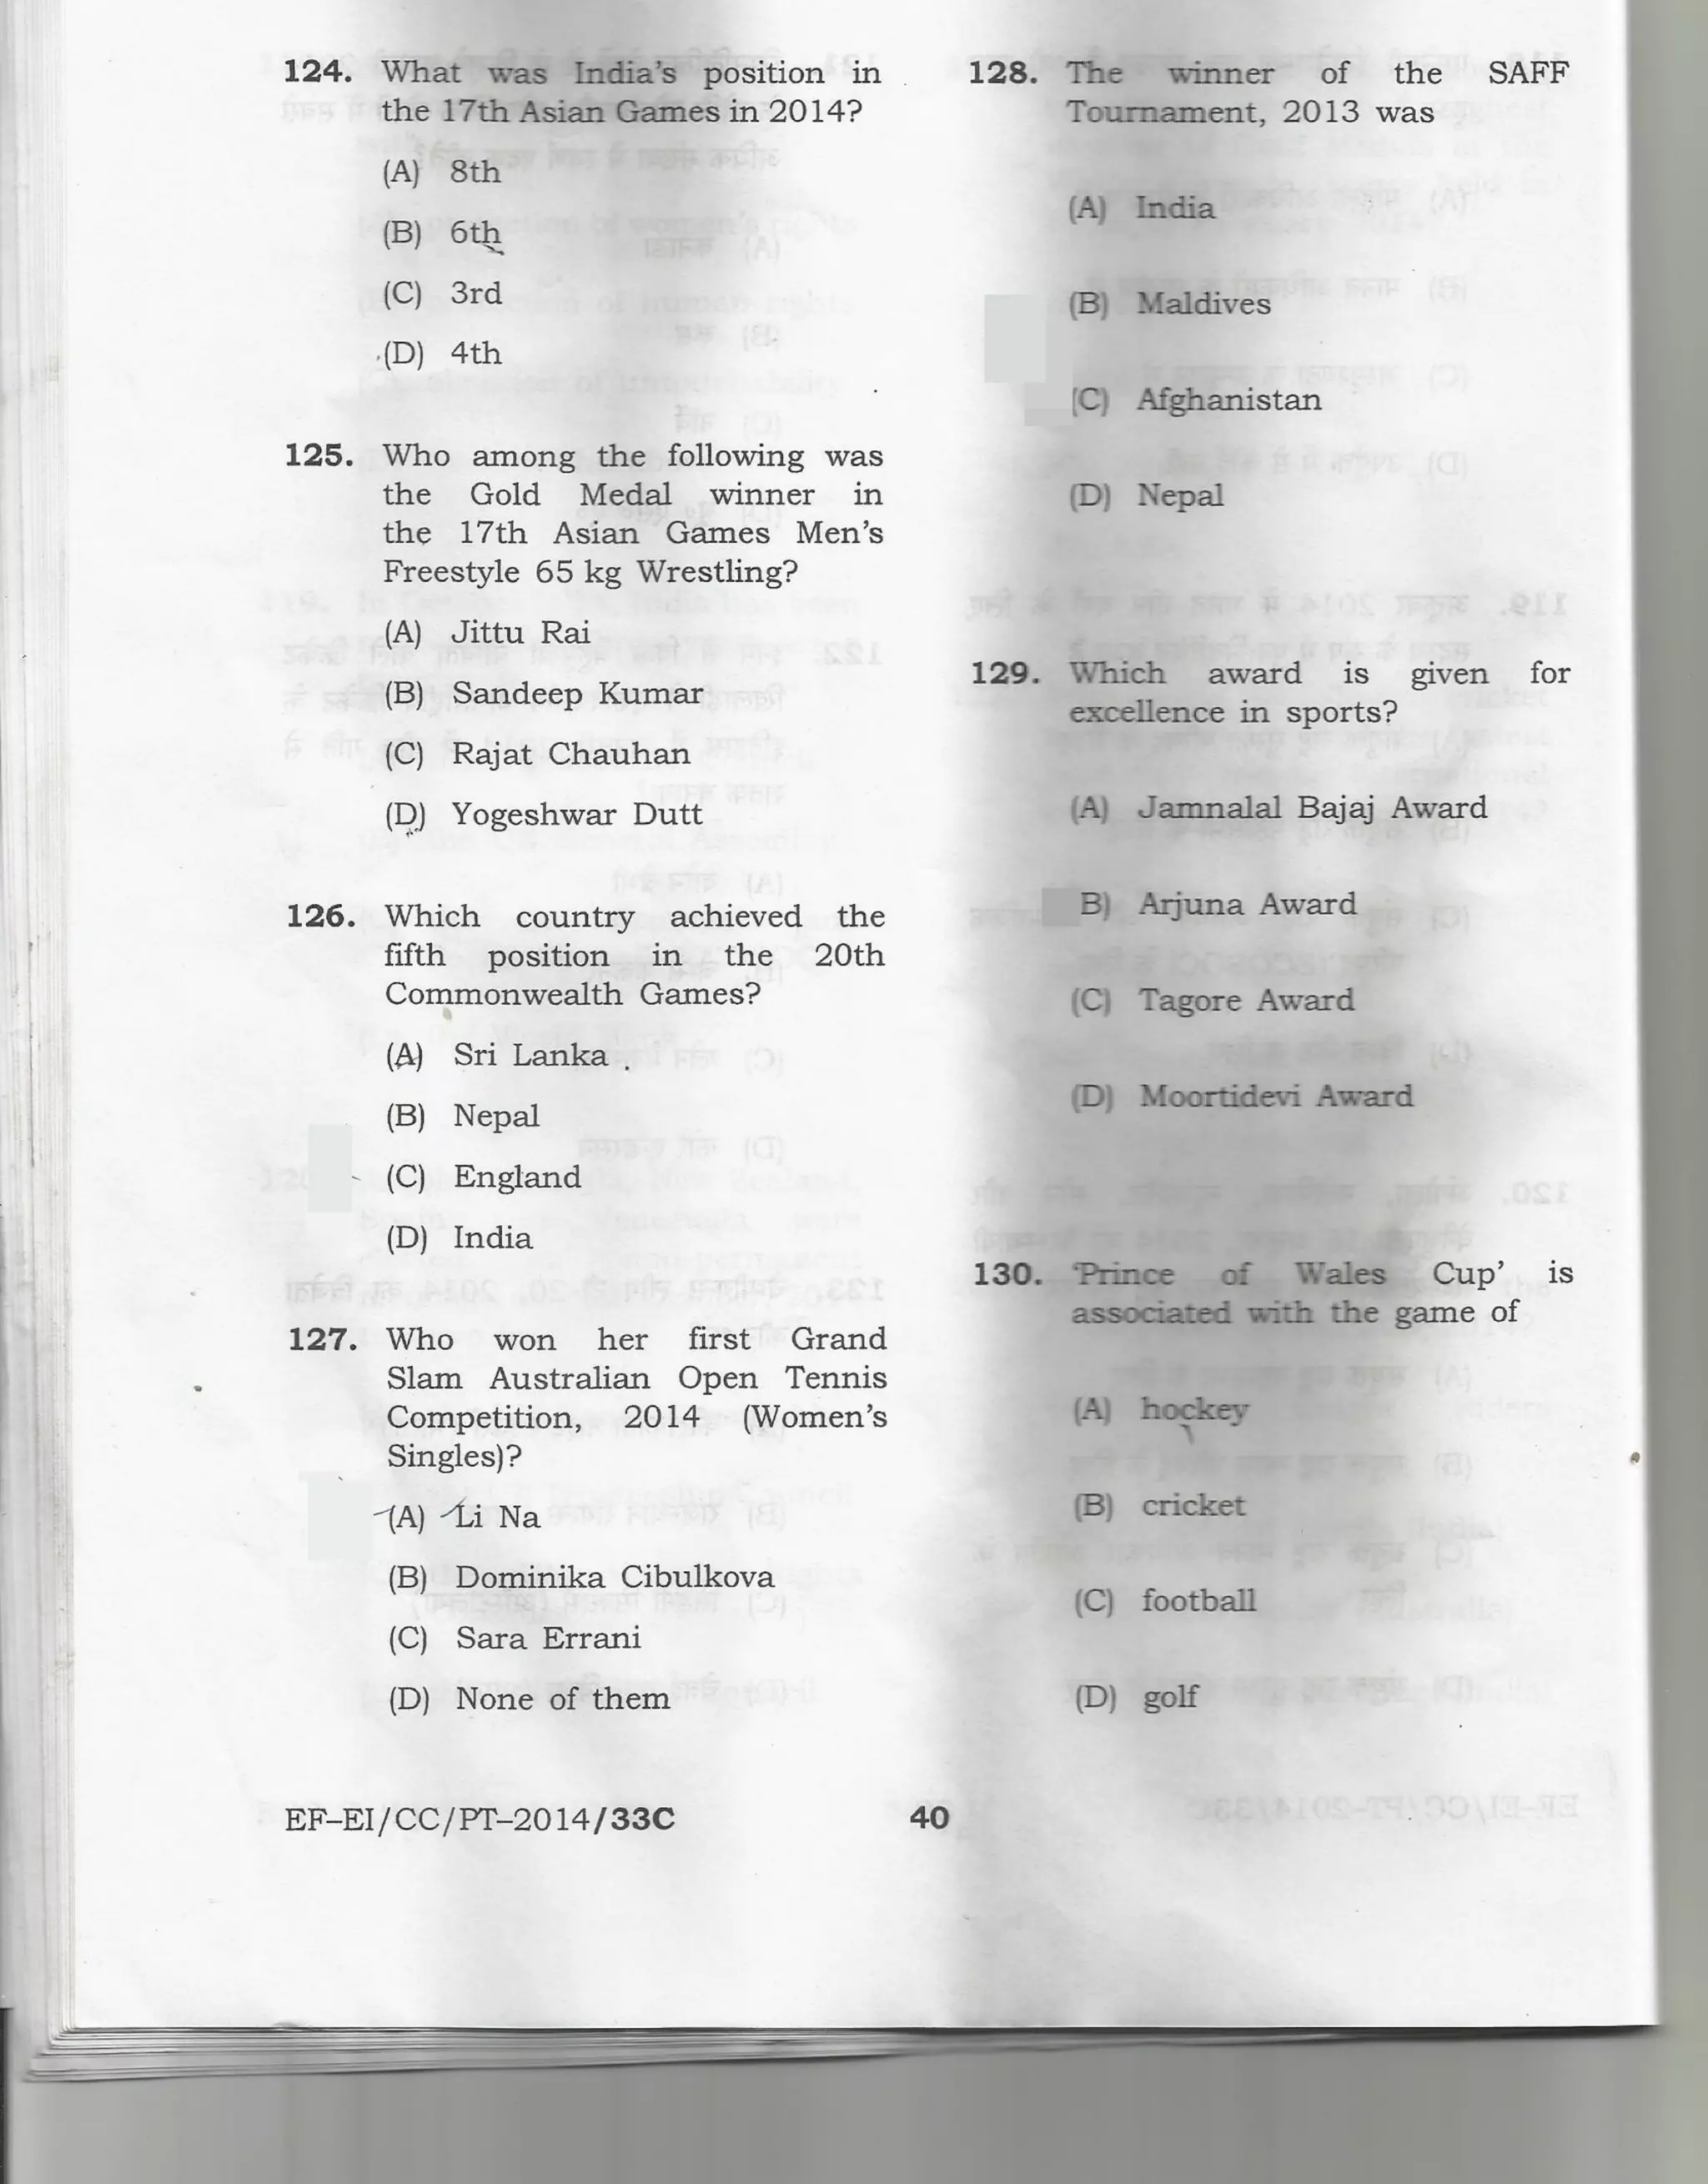 124. What was India's position in
the 17th Asian Games in 2014?
(A) 8th
(B) 6th
(C) 3rd
(D) 4th
125. Who among the following was
the Gold Medal winner in
the 17th Asian Games Men's
Freestyle 65 kg Wrestling?
(A) Jittu Rai
(B) Sandeep Kumar
(C) Rajat Chauhan
(D) Yogeshwar Dutt
126. Which country achieved the
fifth position in the 20th
Commonwealth Games?
(A) Sri Lanka
(B) Nepal
(C) England
(D) India
127. Who won her first Grand
Slam Australian Open Tennis
Competition, 2014 (Women's
Singles)?
(A) Li Na
(B) Dominika Cibulkova
(C) Sara Errani
(D) None of them
128. The winner of the SAFF
Tournament, 2013 was
(A) India
(B) Maldives
(C) Afghanistan
(D) Nepal
129. Which award is given for
excellence in sports?
(A) Jamnalal Bajaj Award
B) Arjuna Award
(C) Tagore Award
(D) Moortidevi Award
130. 'Prince of Wales Cup' is
associated with the game of
(A) hockey
(B) cricket
(C) football
(D) golf
EF–EI/CC/PT–2014/33C 40